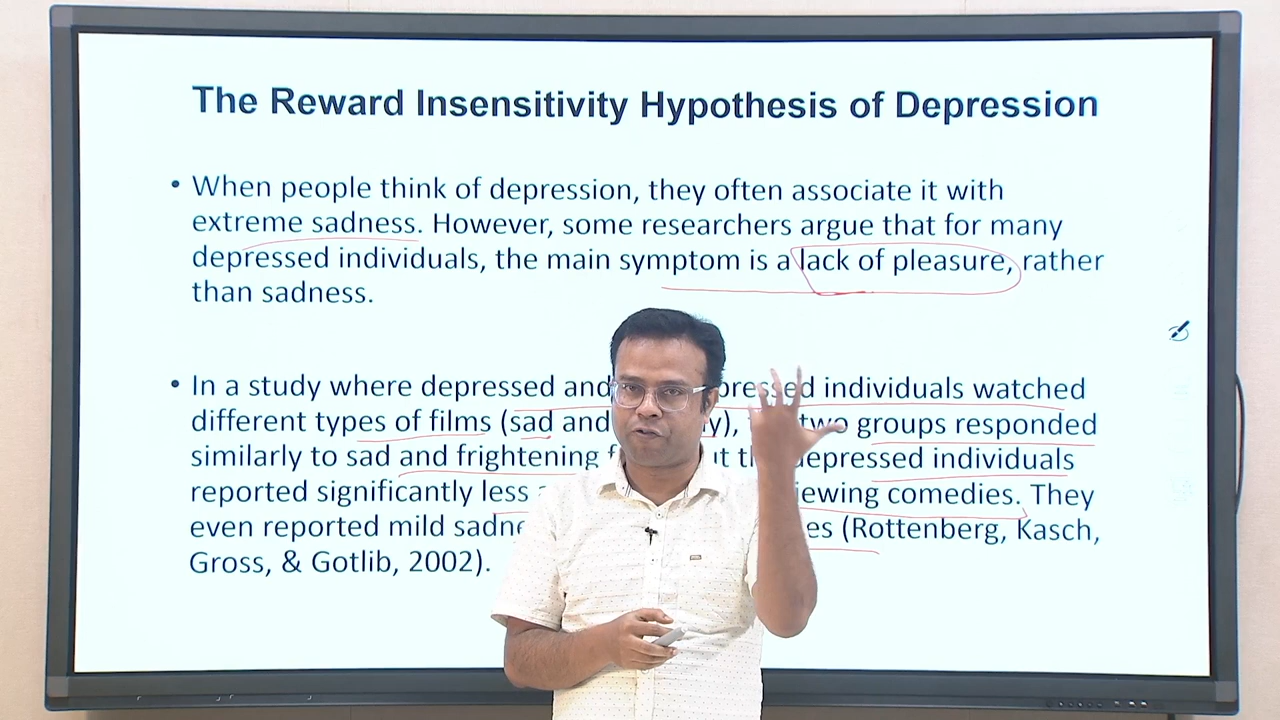 The Reward Insensitivity Hypothesis of Depression
• When people think of depression, they often associate it with
extreme sadness. However, some researchers argue that for many
depressed individuals, the main symptom is a lack of pleasure, rather
than sadness.
• In a study where depressed and individuals watched
different types of films (sad and two groups responded
similarly to sad and frightening depressed individuals
reported significantly less comedies. They
even reported mild (Rottenberg, Kasch,
Gross, & Gotlib, 2002).